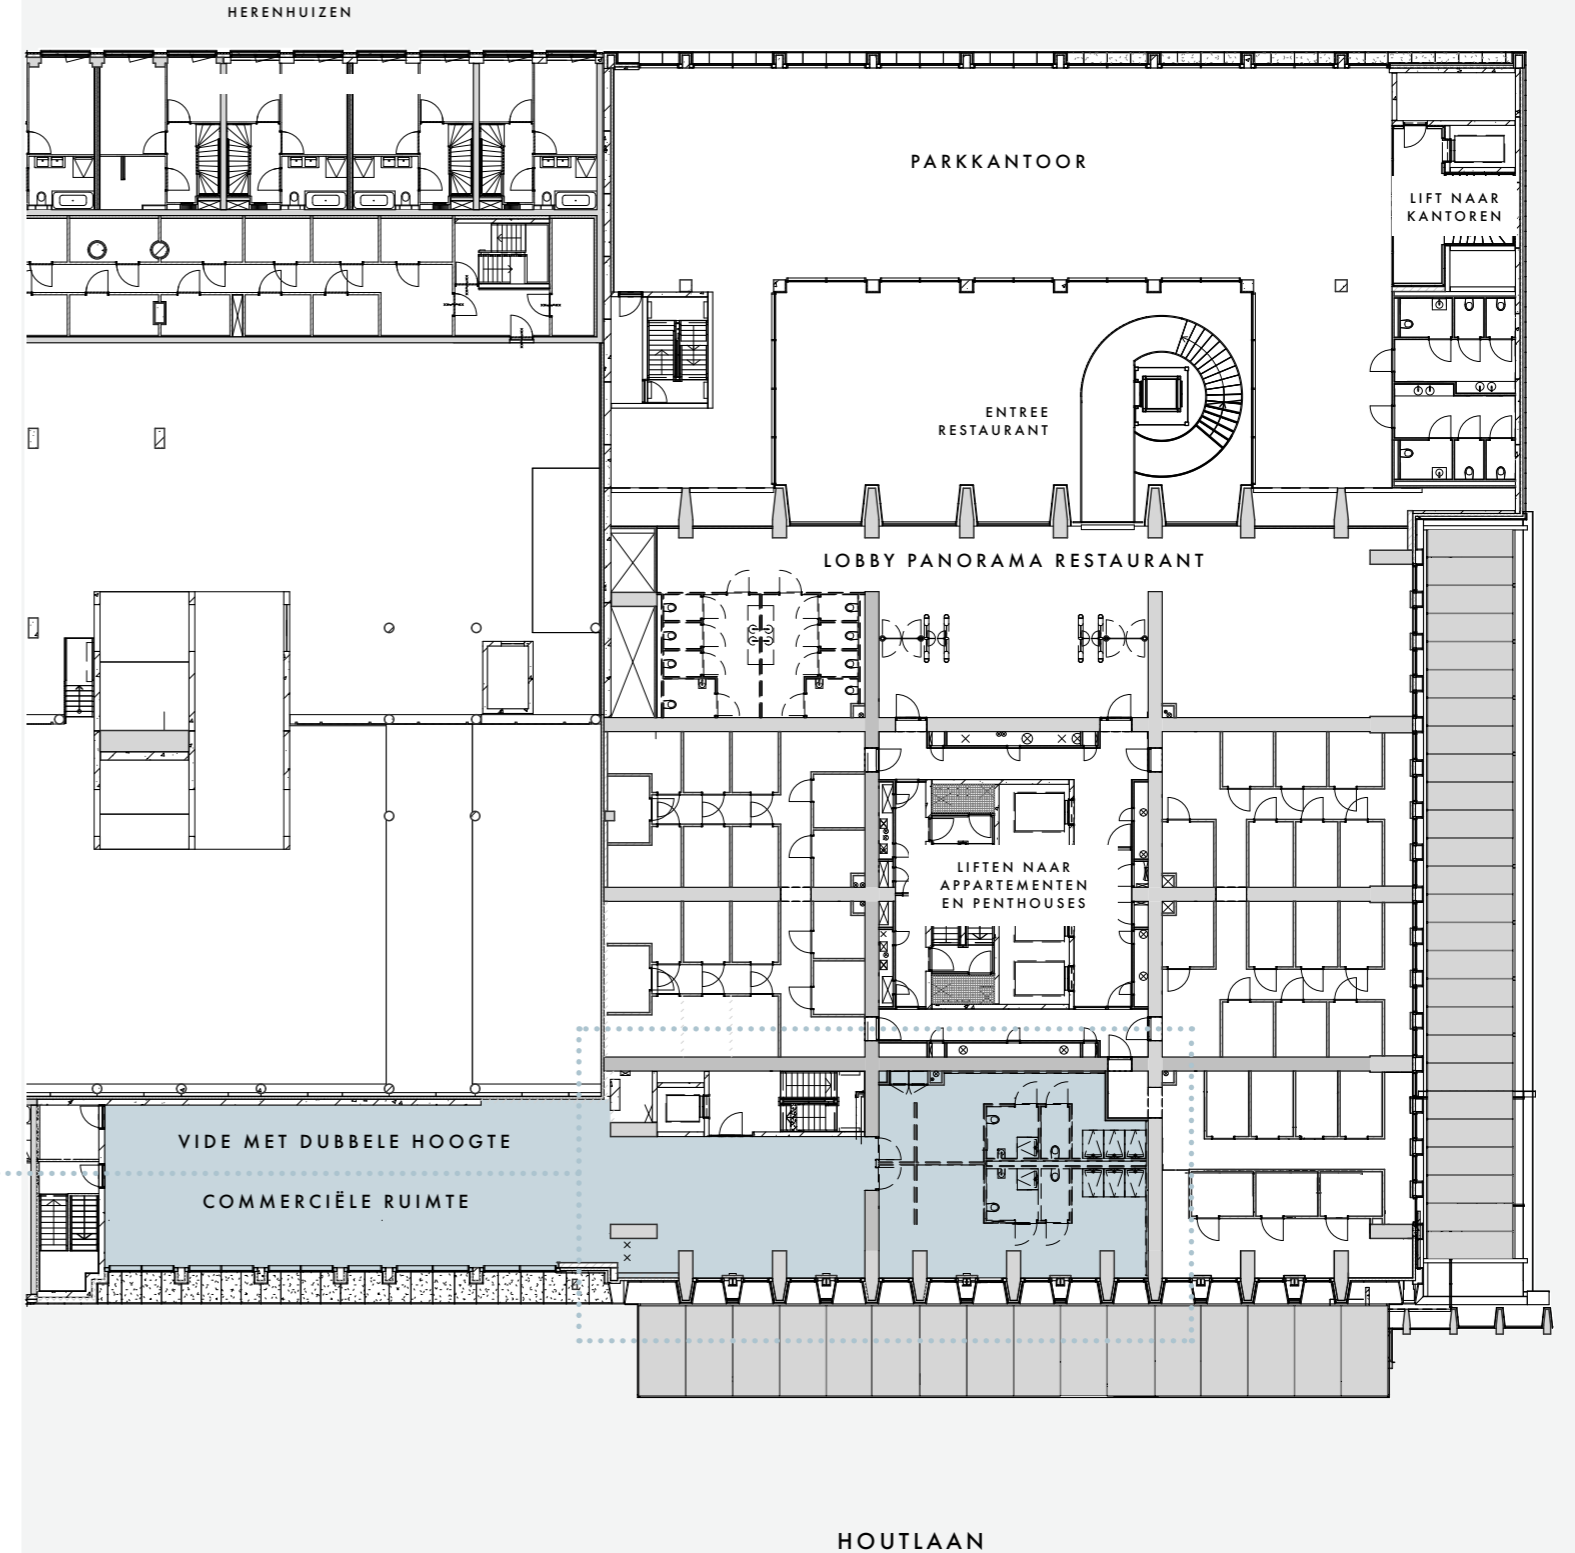 HERENHUIZEN
PARKKANTOOR
LIFT NAAR
KANTOREN
ENTREE
RESTAURANT
LOBBY PANORAMA RESTAURANT
LIFTEN NAAR
APPARTEMENTEN
EN PENTHOUSES
VIDE MET DUBBELE HOOGTE
COMMERCIËLE RUIMTE
HOUTLAAN